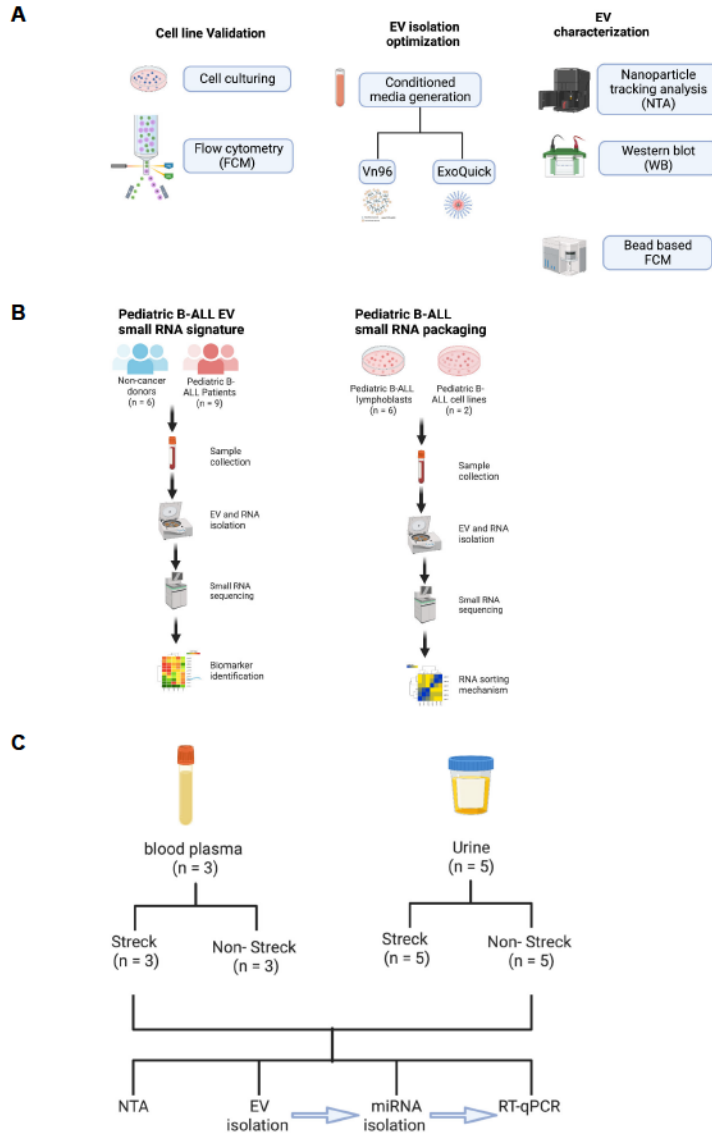 A
Cell line Validation
Cell culturing
Flow cytometry
(FCM)
EV isolation
optimization
Conditioned
media generation
Vn96
ExoQuick
EV
characterization
Nanoparticle
tracking analysis
(NTA)
Western blot
(WB)
Bead based
FCM
B
Pediatric B-ALL EV
small RNA signature
Non-cancer
donors
(n = 6)
Pediatric B-
ALL Patients
(n = 9)
Sample
collection
EV and RNA
isolation
Small RNA
sequencing
Biomarker
identification
Pediatric B-ALL
small RNA packaging
Pediatric B-ALL
lymphoblasts
(n = 6)
Pediatric B-
ALL cell lines
(n = 2)
Sample
collection
EV and RNA
isolation
Small RNA
sequencing
RNA sorting
mechanism
C
blood plasma
(n = 3)
Streck
(n = 3)
Non- Streck
(n = 3)
Urine
(n = 5)
Streck
(n = 5)
Non- Streck
(n = 5)
NTA
EV
isolation
miRNA
isolation
RT-qPCR